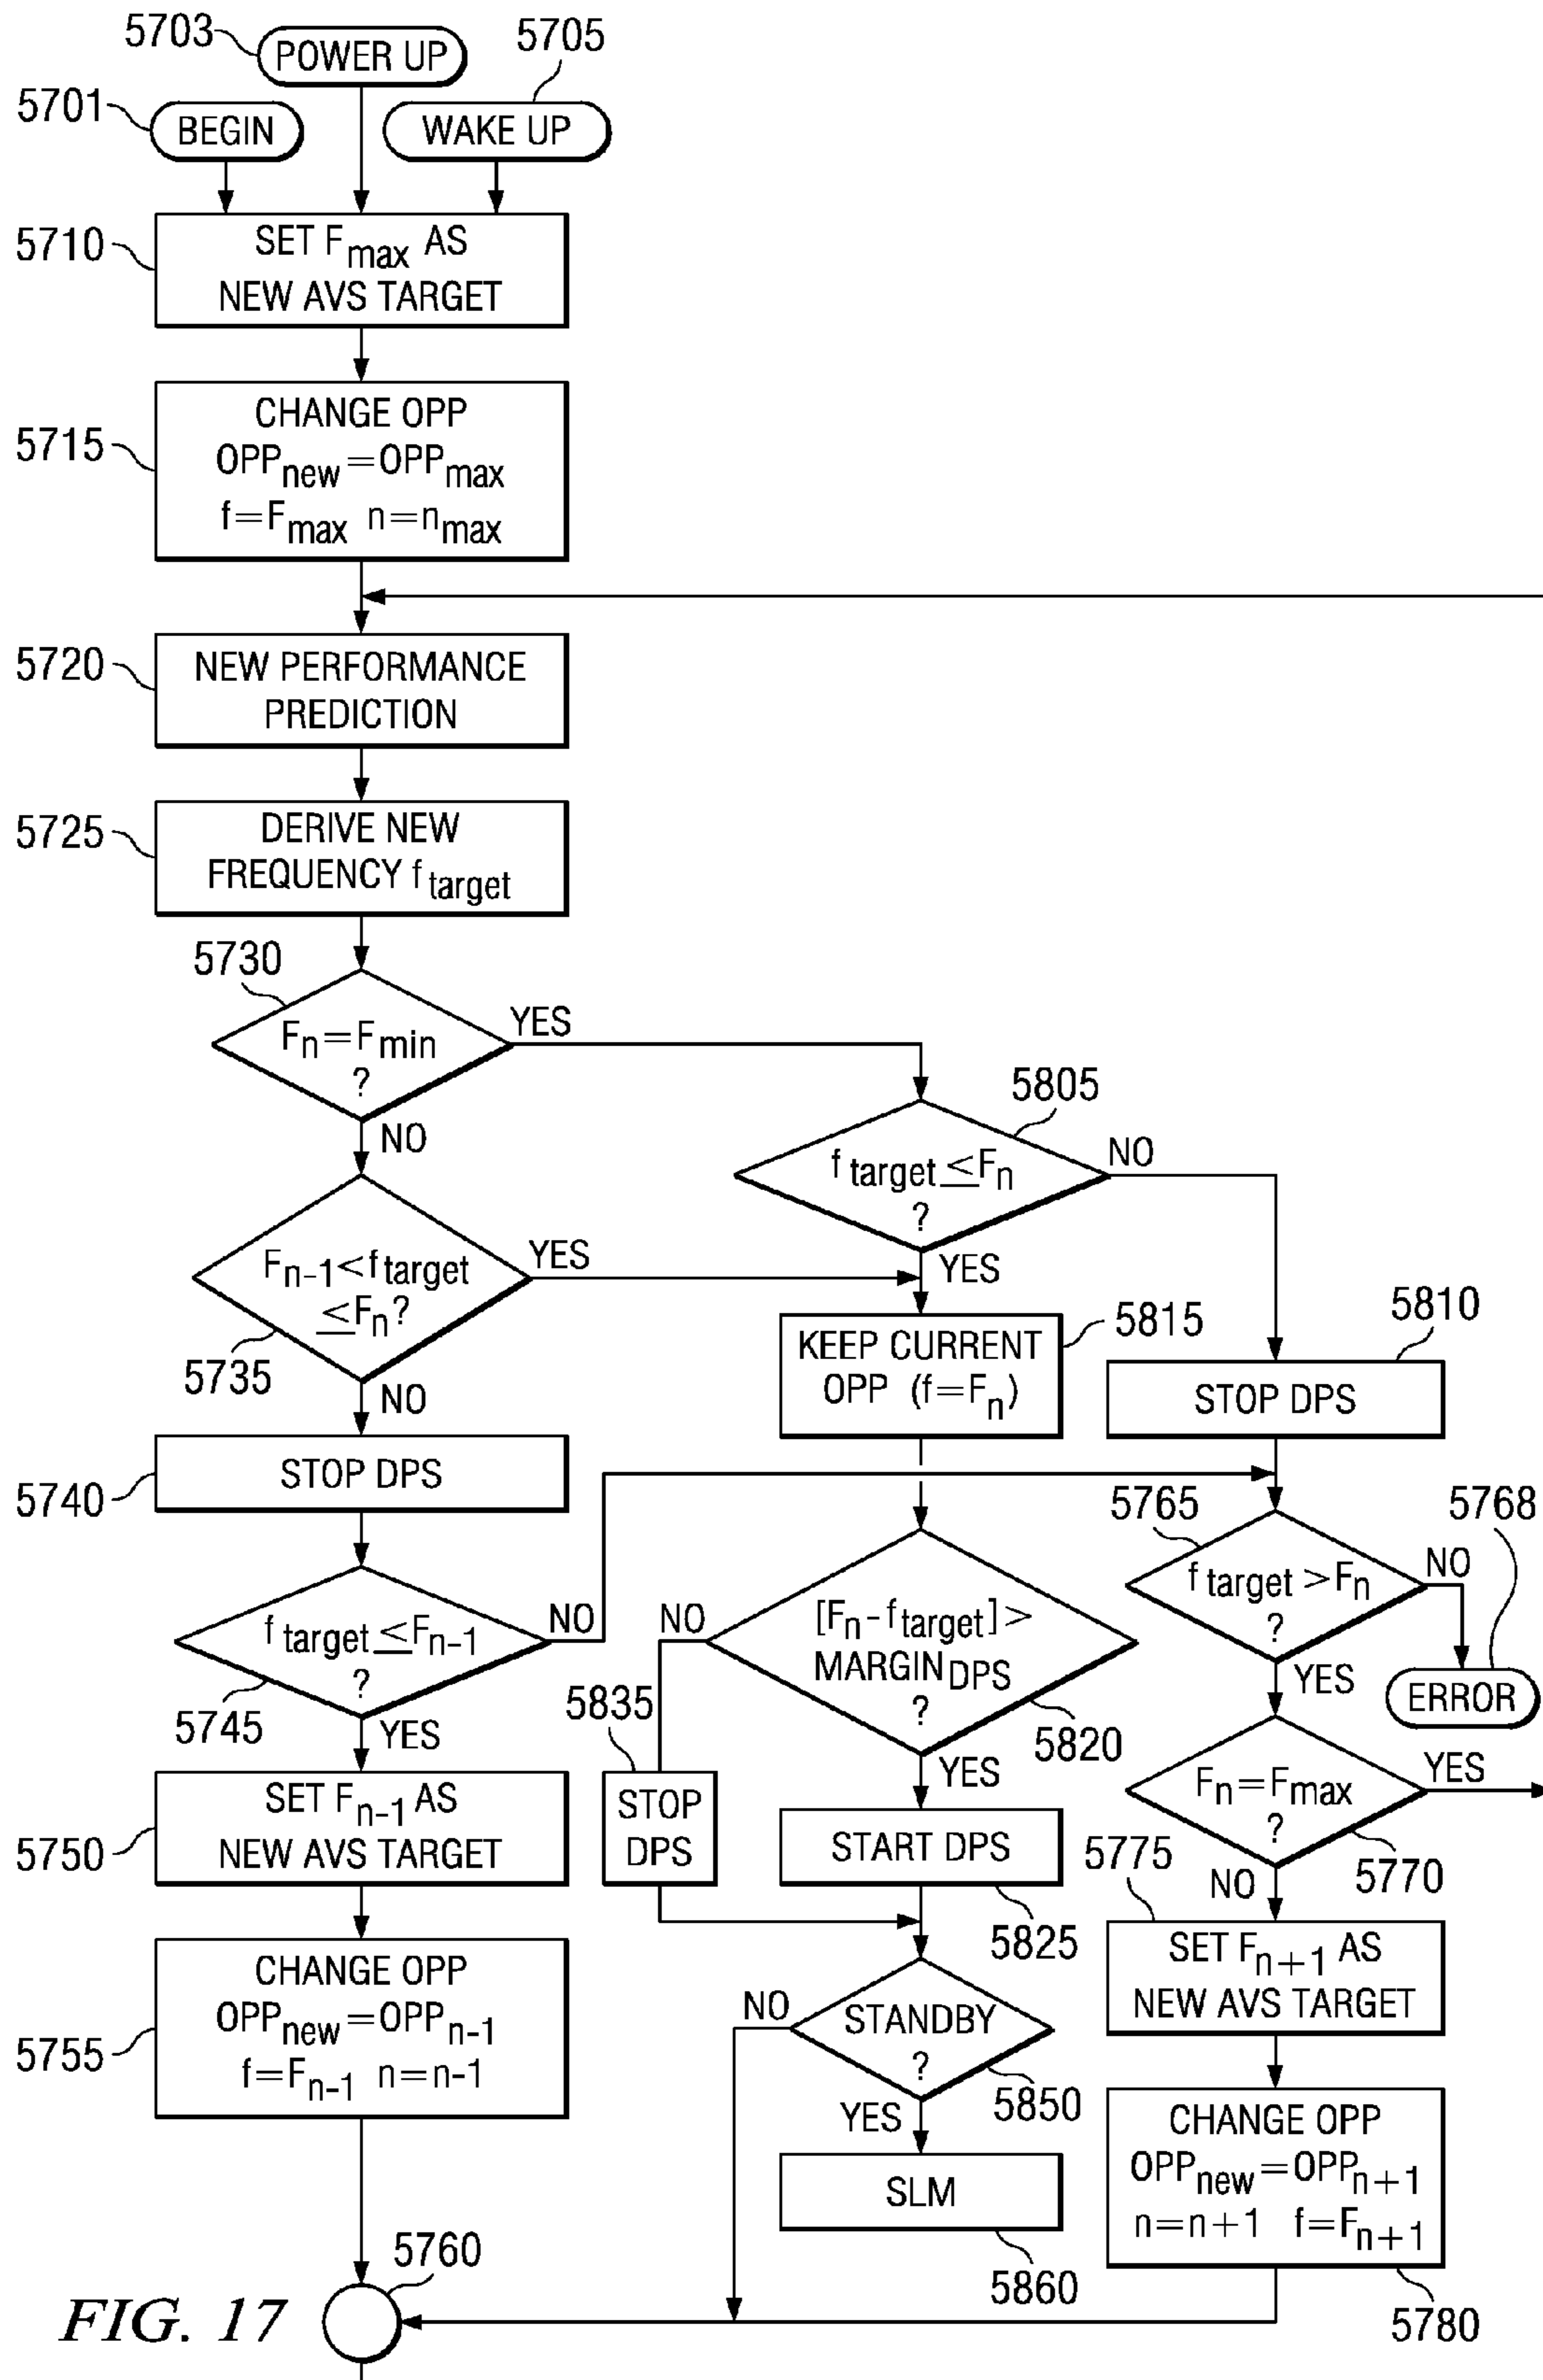 5703
POWER UP
5705
5701
BEGIN
WAKE UP
5710
SET Fmax AS
NEW AVS TARGET
5715
CHANGE OPP
OPPnew=OPPmax
f=Fmax n=nmax
5720
NEW PERFORMANCE
PREDICTION
5725
DERIVE NEW
FREQUENCY ftarget
5730
Fn=Fmin
?
YES
NO
5805
ftarget≤Fn
?
NO
YES
Fn-1<ftarget
≤Fn?
YES
5735
NO
KEEP CURRENT
OPP (f=Fn)
5815
5810
STOP DPS
5740
STOP DPS
5765
5768
ftarget>Fn
?
NO
YES
ERROR
ftarget≤Fn-1
?
NO
5745
YES
NO
[Fn-ftarget]>
MARGINDPS
?
5820
YES
5835
STOP
DPS
Fn=Fmax
?
YES
5770
NO
5750
SET Fn-1 AS
NEW AVS TARGET
START DPS
5825
5775
SET Fn+1 AS
NEW AVS TARGET
5755
CHANGE OPP
OPPnew=OPPn-1
f=Fn-1 n=n-1
NO
STANDBY
?
5850
YES
SLM
5860
CHANGE OPP
OPPnew=OPPn+1
n=n+1 f=Fn+1
5780
5760
FIG. 17